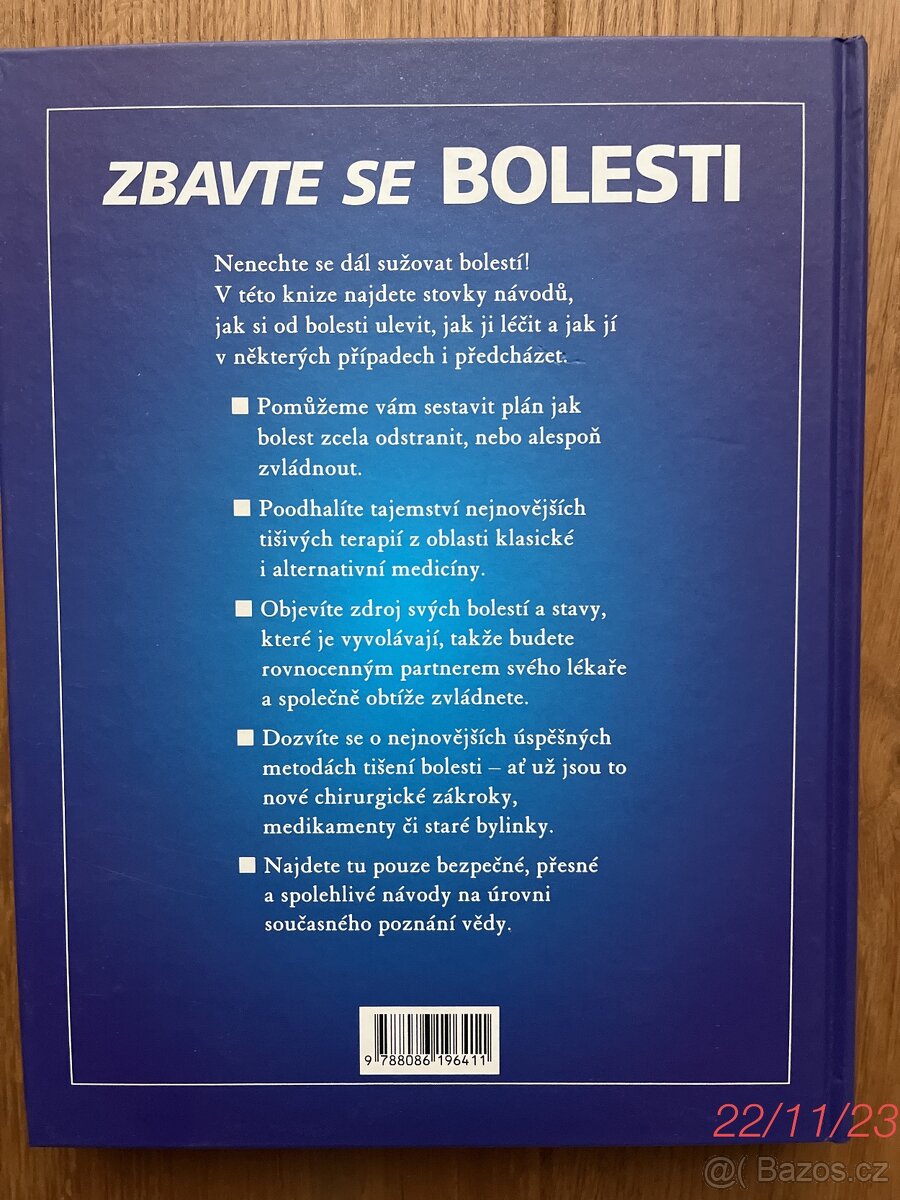 ZBAVTE SE BOLESTI
Nenechte se dál sužovat bolestí!
V této knize najdete stovky návodů,
jak si od bolesti ulevit, jak ji léčit a jak jí
v některých případech i předcházet.
Pomůžeme vám sestavit plán jak
bolest zcela odstranit, nebo alespoň
zvládnout.
Poodhalíte tajemství nejnovějších
tišivých terapií z oblasti klasické
i alternativní medicíny.
Objevíte zdroj svých bolestí a stavy,
které je vyvolávají, takže budete
rovnocenným partnerem svého lékaře
a společně obtíže zvládnete.
Dozvíte se o nejnovějších úspěšných
metodách tišení bolesti – ať už jsou to
nové chirurgické zákroky,
medikamenty či staré bylinky.
Najdete tu pouze bezpečné, přesné
a spolehlivé návody na úrovni
současného poznání vědy.
9 788086 196411
22/11/23
@( Bazos.cz